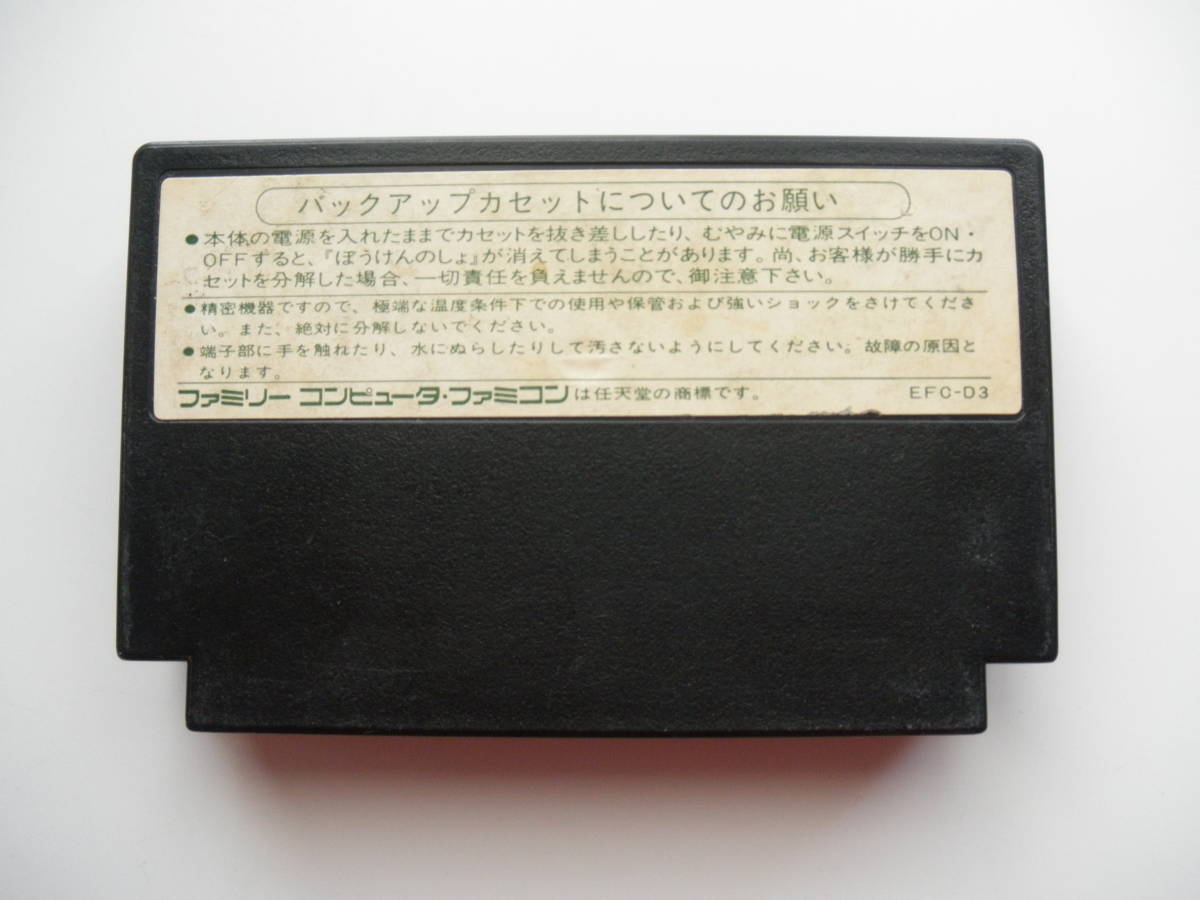 バックアップカセットについてのお願い
●本体の電源を入れたままでカセットを抜き差ししたり、むやみに電源スイッチをON・
OFFすると、『ぼうけんのしょ』が消えてしまうことがあります。尚、お客様が勝手にカ
セットを分解した場合、一切責任を負えませんので、御注意下さい。
●精密機器ですので、極端な温度条件下での使用や保管および強いショックをさけてくださ
い。また、絶対に分解しないでください。
●端子部に手を触れたり、水にぬらしたりして汚さないようにしてください。故障の原因と
なります。
ファミリーコンピュータ・ファミコンは任天堂の商標です。 EFC-D3